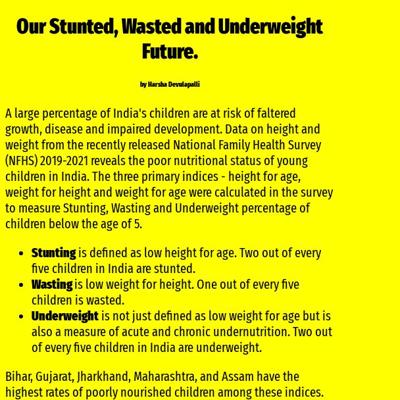 Our Stunted, Wasted and Underweight
Future.
by Harsha Devulapalli
A large percentage of India's children are at risk of faltered
growth, disease and impaired development. Data on height and
weight from the recently released National Family Health Survey
(NFHS) 2019-2021 reveals the poor nutritional status of young
children in India. The three primary indices - height for age,
weight for height and weight for age were calculated in the survey
to measure Stunting, Wasting and Underweight percentage of
children below the age of 5.
• Stunting is defined as low height for age. Two out of every
five children in India are stunted.
• Wasting is low weight for height. One out of every five
children is wasted.
• Underweight is not just defined as low weight for age but is
also a measure of acute and chronic undernutrition. Two out
of every five children in India are underweight.
Bihar, Gujarat, Jharkhand, Maharashtra, and Assam have the
highest rates of poorly nourished children among these indices.